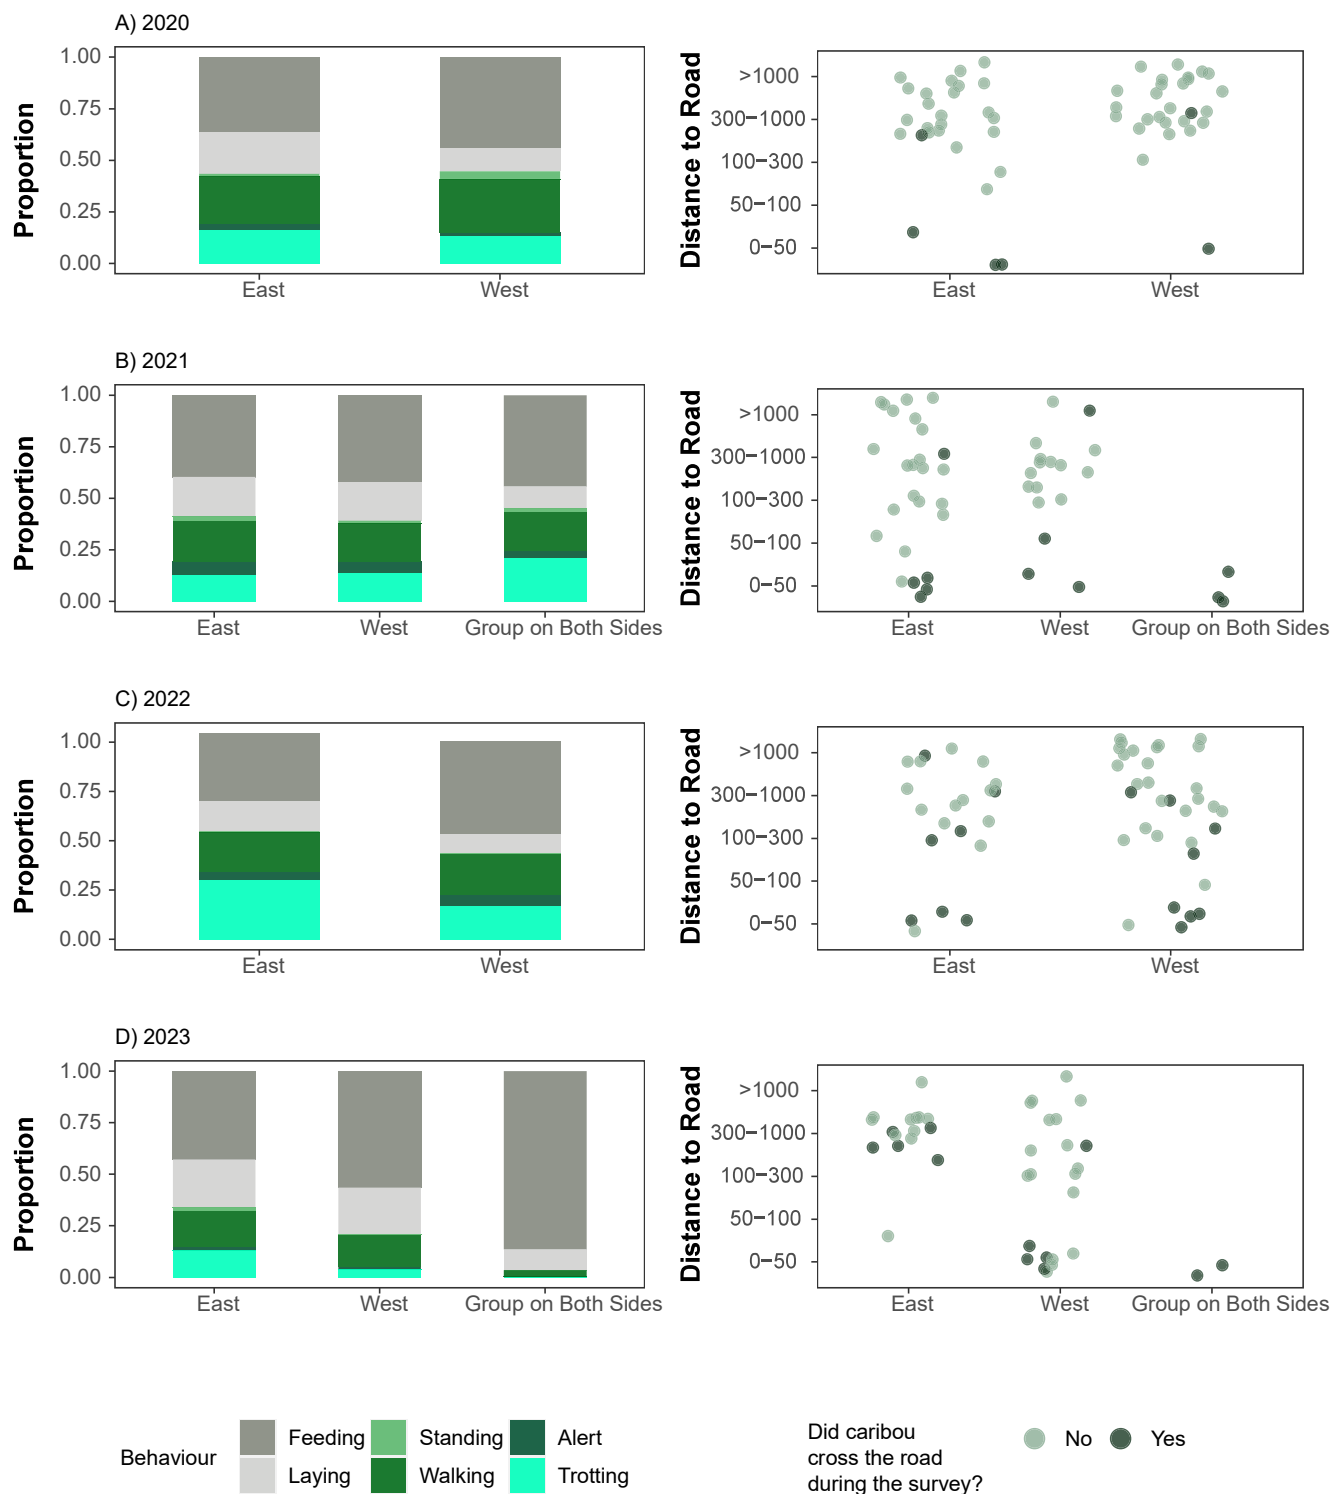 A) 2020
Proportion
1.00
0.75
0.50
0.25
0.00
East West
Distance to Road
>1000
300−1000
100−300
50−100
0−50
East West
B) 2021
Proportion
1.00
0.75
0.50
0.25
0.00
East West Group on Both Sides
Distance to Road
>1000
300−1000
100−300
50−100
0−50
East West Group on Both Sides
C) 2022
Proportion
1.00
0.75
0.50
0.25
0.00
East West
Distance to Road
>1000
300−1000
100−300
50−100
0−50
East West
D) 2023
Proportion
1.00
0.75
0.50
0.25
0.00
East West Group on Both Sides
Distance to Road
>1000
300−1000
100−300
50−100
0−50
East West Group on Both Sides
Behaviour
Feeding Standing Alert
Laying Walking Trotting
Did caribou
cross the road
during the survey?
No Yes